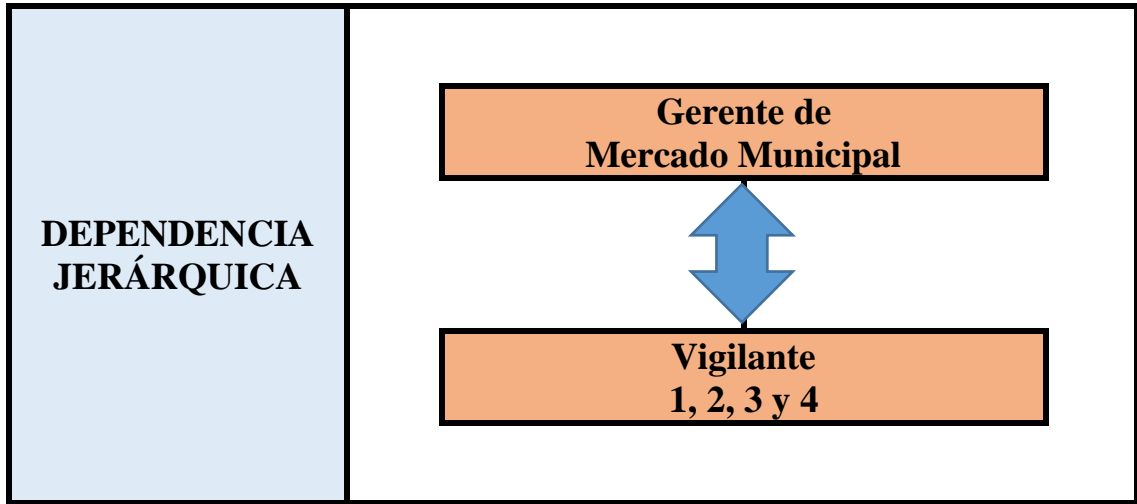 DEPENDENCIA
JERÁRQUICA
Gerente de
Mercado Municipal
Vigilante
1, 2, 3 y 4